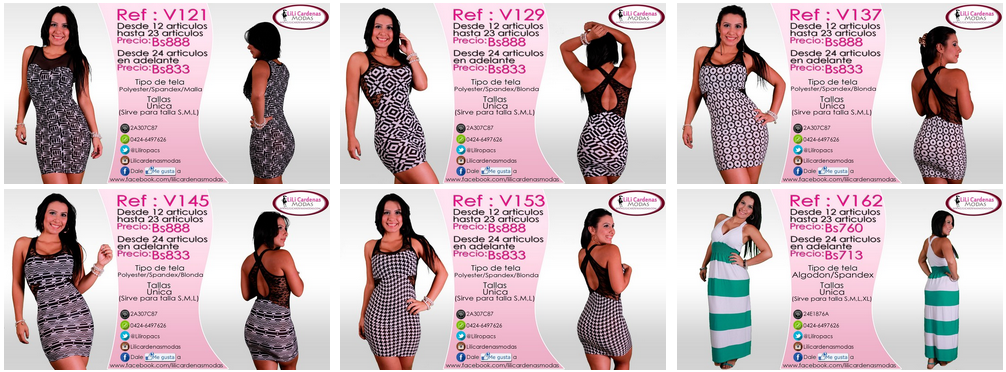 Ref : V121
LiLi Cardenas
MODAS
Desde 12 articulos
hasta 23 articulos
Precio:Bs888
Desde 24 articulos
en adelante
Precio:Bs833
Tipo de tela
Polyester/Spandex/Malla
Tallas
Unica
(Sirve para talla S,M,L)
2A307C87
0424-6497626
@Liliropacs
Lilicardenasmodas
Dale Me gusta a
www.facebook.com/lilicardenasmodas
Ref : V129
LiLi Cardenas
MODAS
Desde 12 articulos
hasta 23 articulos
Precio:Bs888
Desde 24 articulos
en adelante
Precio:Bs833
Tipo de tela
Polyester/Spandex/Blonda
Tallas
Unica
(Sirve para talla S,M,L)
2A307C87
0424-6497626
@Liliropacs
Lilicardenasmodas
Dale Me gusta a
www.facebook.com/lilicardenasmodas
Ref : V137
LiLi Cardenas
MODAS
Desde 12 articulos
hasta 23 articulos
Precio:Bs888
Desde 24 articulos
en adelante
Precio:Bs833
Tipo de tela
Polyester/Spandex/Blonda
Tallas
Unica
(Sirve para talla S,M,L)
2A307C87
0424-6497626
@Liliropacs
Lilicardenasmodas
Dale Me gusta a
www.facebook.com/lilicardenasmodas
Ref : V145
LiLi Cardenas
MODAS
Desde 12 articulos
hasta 23 articulos
Precio:Bs888
Desde 24 articulos
en adelante
Precio:Bs833
Tipo de tela
Polyester/Spandex/Blonda
Tallas
Unica
(Sirve para talla S,M,L)
2A307C87
0424-6497626
@Liliropacs
Lilicardenasmodas
Dale Me gusta a
www.facebook.com/lilicardenasmodas
Ref : V153
LiLi Cardenas
MODAS
Desde 12 articulos
hasta 23 articulos
Precio:Bs888
Desde 24 articulos
en adelante
Precio:Bs833
Tipo de tela
Polyester/Spandex/Blonda
Tallas
Unica
(Sirve para talla S,M,L)
2A307C87
0424-6497626
@Liliropacs
Lilicardenasmodas
Dale Me gusta a
www.facebook.com/lilicardenasmodas
Ref : V162
LiLi Cardenas
MODAS
Desde 12 articulos
hasta 23 articulos
Precio:Bs760
Desde 24 articulos
en adelante
Precio:Bs713
Tipo de tela
Algodon/Spandex
Tallas
Unica
(Sirve para talla S,M,L,XL)
24E1876A
0424-6497626
@Liliropacs
Lilicardenasmodas
Dale Me gusta a
www.facebook.com/lilicardenasmodas